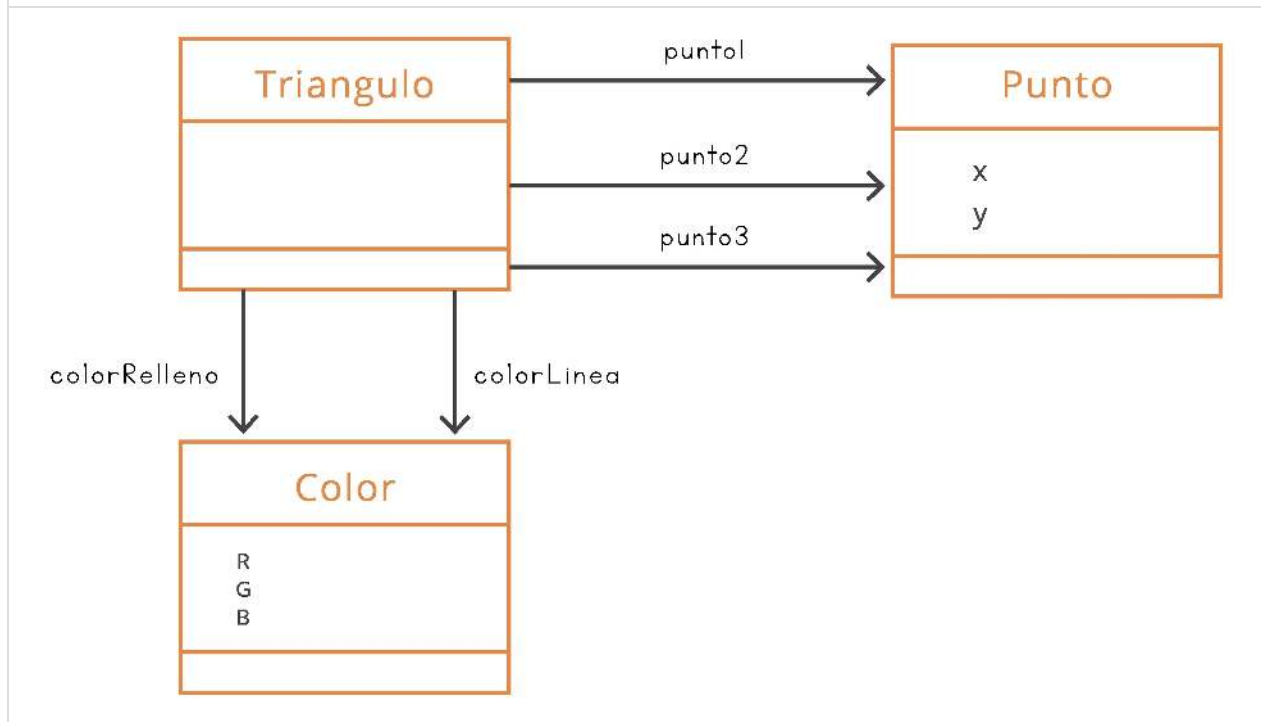 Triangulo
punto1
Punto
punto2
x
y
punto3
colorRelleno
colorLinea
Color
R
G
B